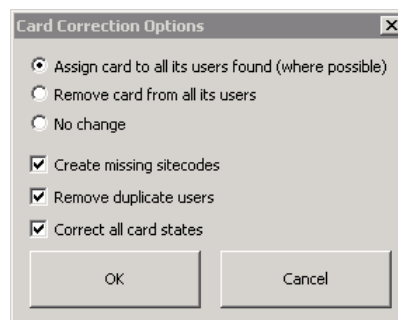 Card Correction Options
Assign card to all its users found (where possible)
Remove card from all its users
No change
Create missing sitecodes
Remove duplicate users
Correct all card states
OK Cancel